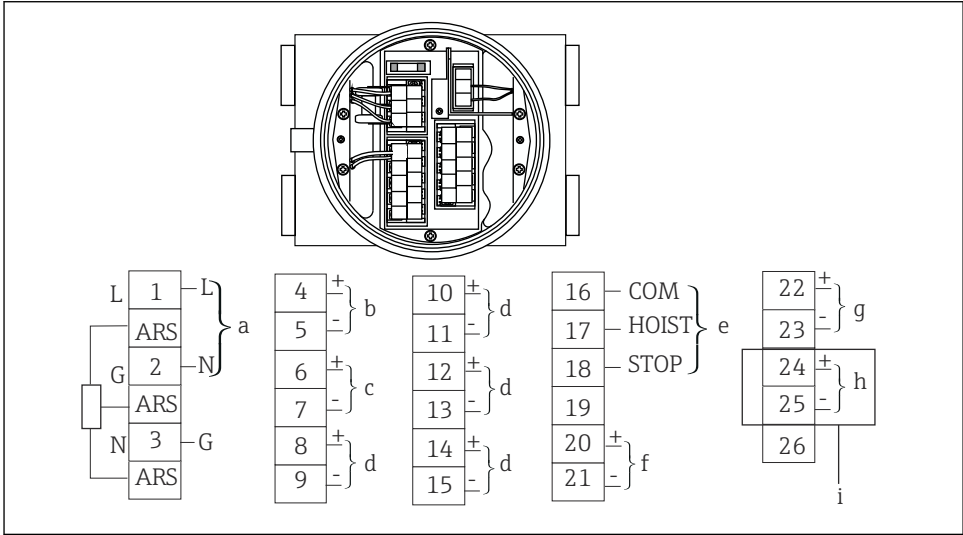 L 1 L
ARS
G 2 N
a
ARS
N 3 G
ARS
4 +
b
5 -
6 +
c
7 -
8 +
d
9 -
10 +
d
11 -
12 +
d
13 -
14 +
d
15 -
16 COM
17 HOIST e
18 STOP
19
20 +
f
21 -
22 +
g
23 -
24 +
h
25 -
26
i